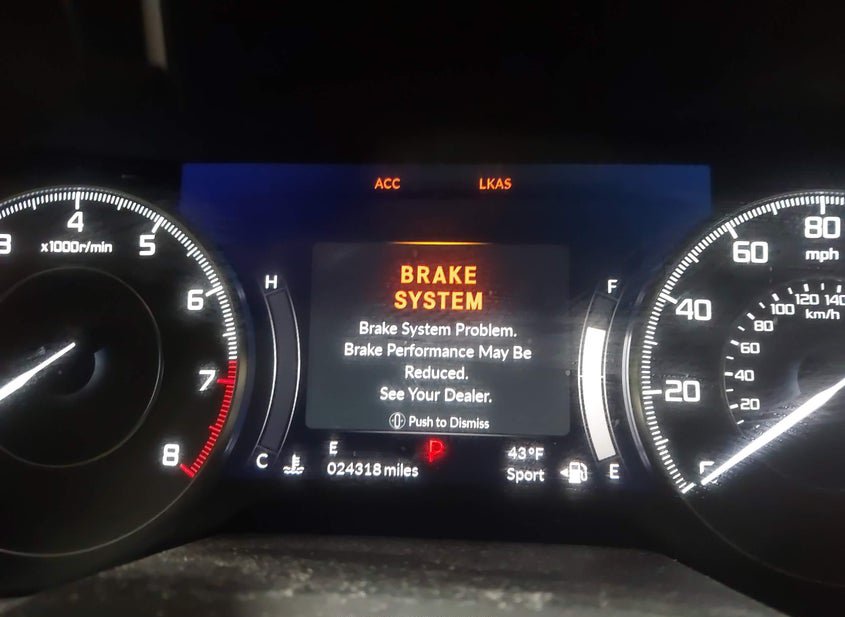 ACC LKAS
3 4 5 6 7 8
x1000r/min
H
C
BRAKE
SYSTEM
Brake System Problem.
Brake Performance May Be
Reduced.
See Your Dealer.
Push to Dismiss
E
024318 miles
P
43°F
Sport
F
E
20 40 60 80
mph
20 40 60 80 100 120 140
km/h